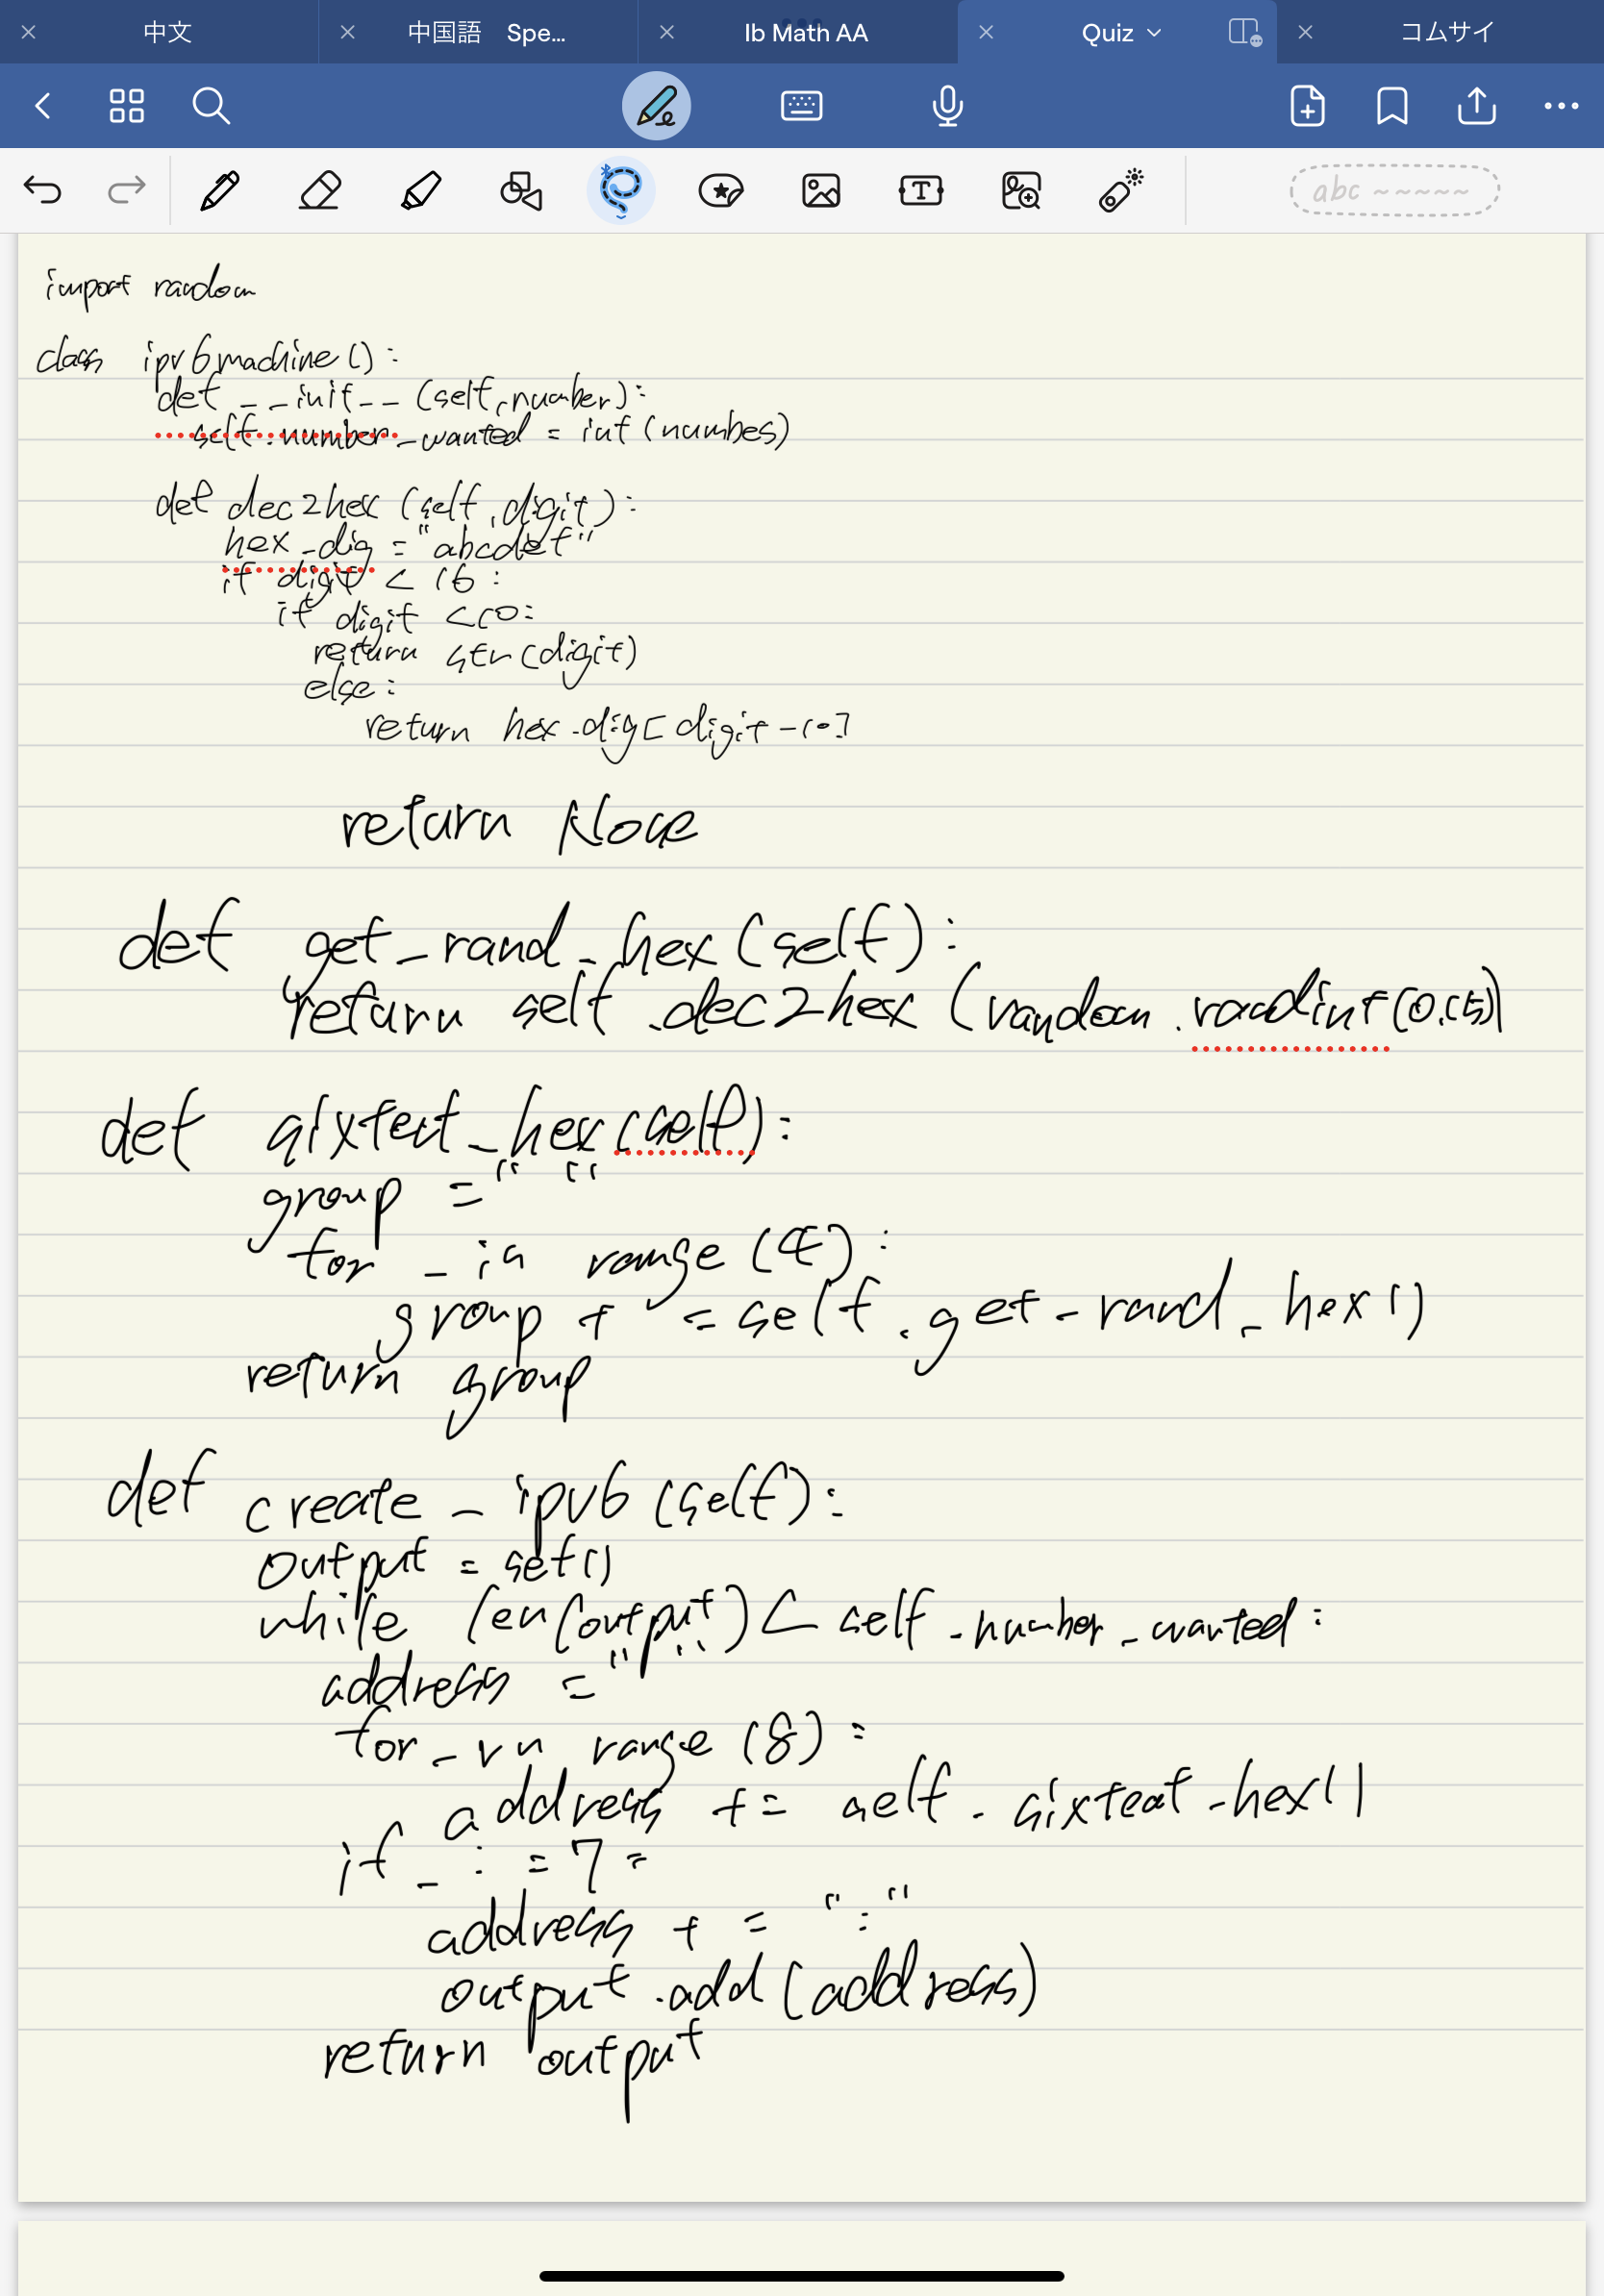 中文
中国語 Spe...
Ib Math AA
Quiz
コムサイ
abc ~~~~~
import random
class ipv6machine():
def __init__(self,number):
self.number_wanted = int(number)
def dec2hex(self,digit):
hex_dig = "abcdef"
if digit < 16:
if digit <10:
return str(digit)
else:
return hex_dig[digit-10]
return None
def get_rand_hex(self):
return self.dec2hex(random.randint(0,15))
def sixteet_hex(self):
group = ""
for _ in range(4):
group += self.get_rand_hex()
return group
def create_ipv6(self):
output = set()
while len(output) < self.number_wanted:
address = ""
for _ in range(8):
address += self.sixteet_hex()
if _ != 7:
address += ":"
output.add(address)
return output